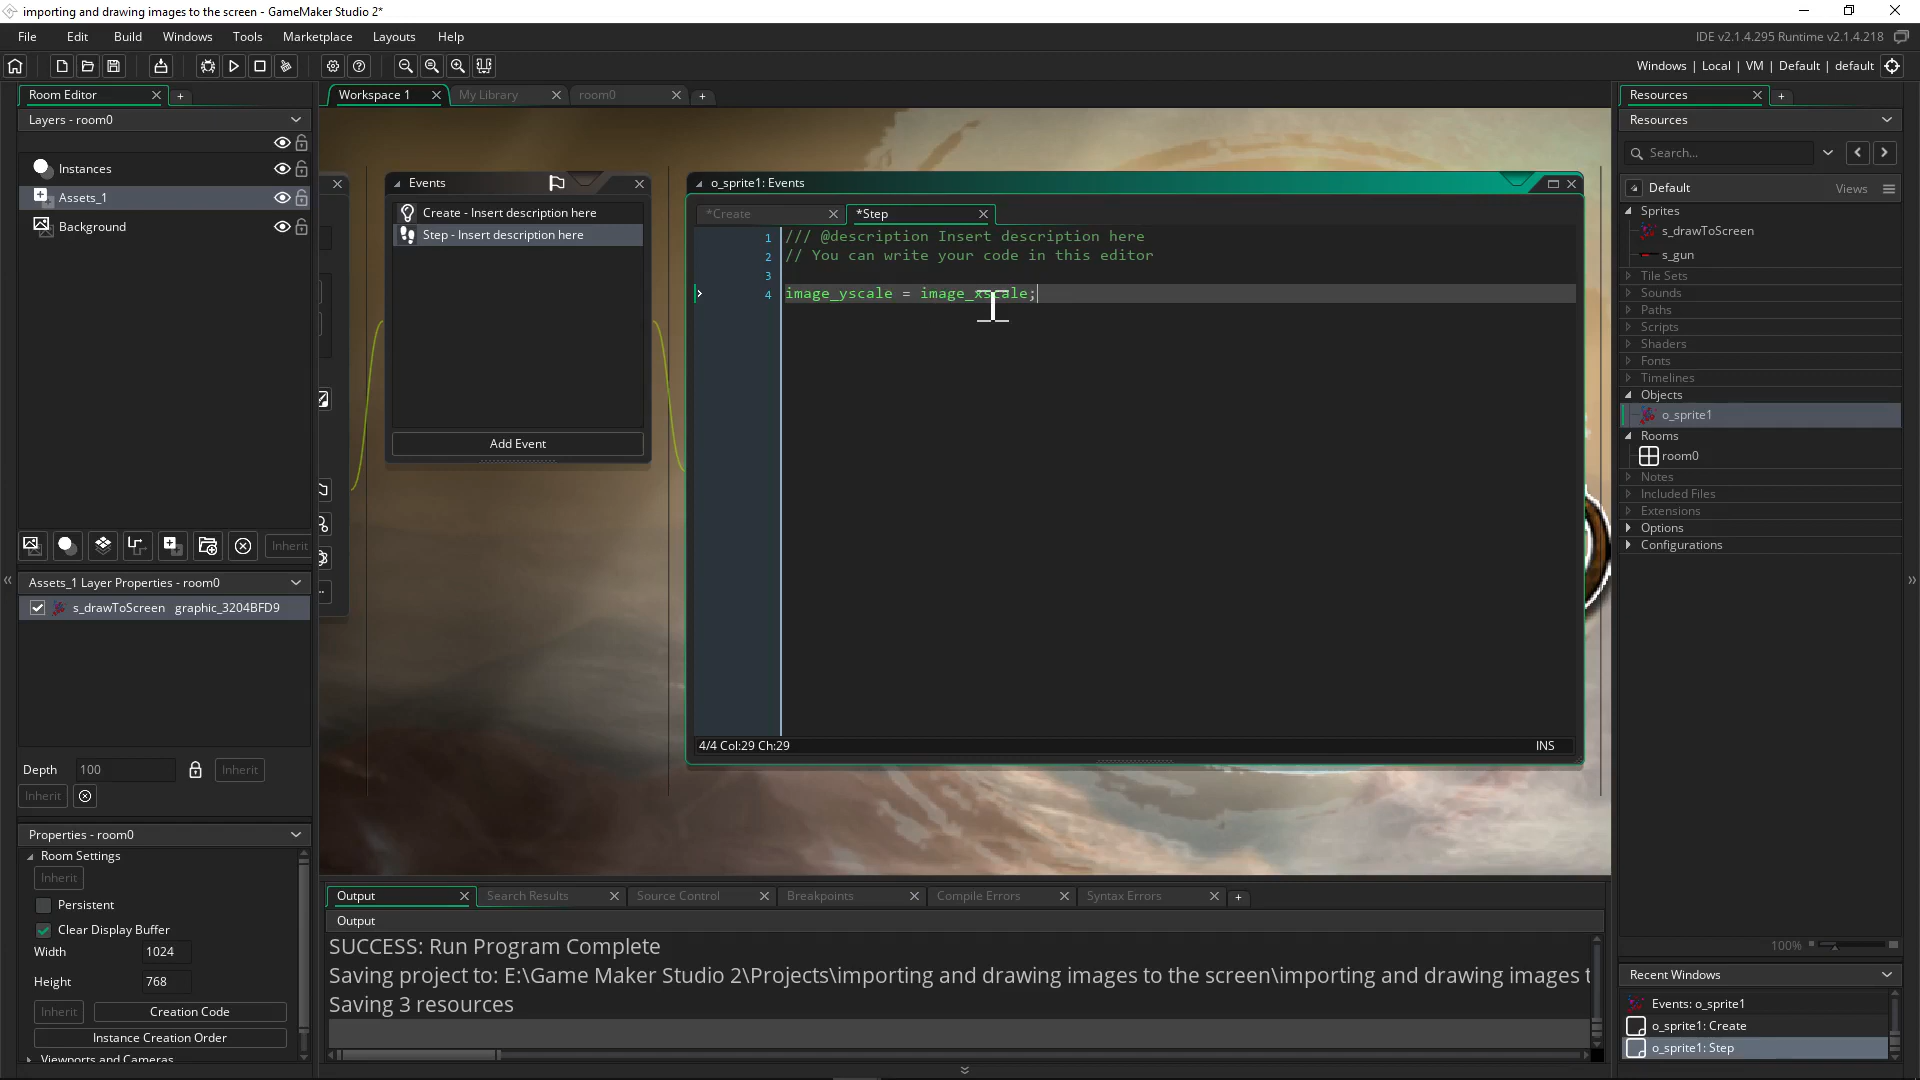 importing and drawing images to the screen - GameMaker Studio 2*
File Edit Build Windows Tools Marketplace Layouts Help
IDE v2.1.4.295 Runtime v2.1.4.218
Windows | Local | VM | Default | default
Room Editor
Layers - room0
Instances
Assets_1
Background
Inherit
Assets_1 Layer Properties - room0
s_drawToScreen graphic_3204BFD9
Depth 100 Inherit
Inherit
Properties - room0
Room Settings
Inherit
Persistent
Clear Display Buffer
Width 1024
Height 768
Inherit Creation Code
Instance Creation Order
Viewports and Cameras
Workspace 1 My Library room0
Events
Create - Insert description here
Step - Insert description here
Add Event
o_sprite1: Events
*Create *Step
1 /// @description Insert description here
2 // You can write your code in this editor
3
4 image_yscale = image_xscale;
4/4 Col:29 Ch:29 INS
Output Search Results Source Control Breakpoints Compile Errors Syntax Errors
Output
SUCCESS: Run Program Complete
Saving project to: E:\Game Maker Studio 2\Projects\importing and drawing images to the screen\importing and drawing images t
Saving 3 resources
Resources
Resources
Search...
Default Views
Sprites
s_drawToScreen
s_gun
Tile Sets
Sounds
Paths
Scripts
Shaders
Fonts
Timelines
Objects
o_sprite1
Rooms
room0
Notes
Included Files
Extensions
Options
Configurations
100%
Recent Windows
Events: o_sprite1
o_sprite1: Create
o_sprite1: Step